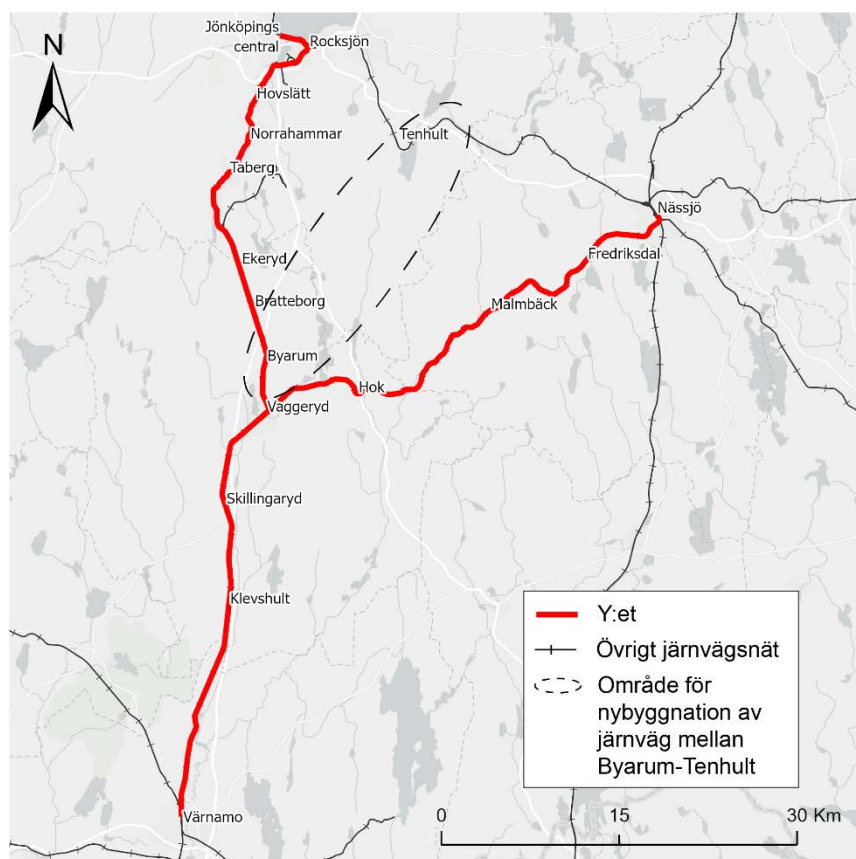 Jönköpings
central
Rocksjön
N
Hovslätt
Norrahammar
Tenhult
Taberg
Nässjö
Ekeryd
Fredriksdal
Bratteborg
Malmbäck
Byarum
Hok
Vaggeryd
Skillingaryd
Klevshult
Värnamo
Y:et
Övrigt järnvägsnät
Område för
nybyggnation av
järnväg mellan
Byarum-Tenhult
0 15 30 Km